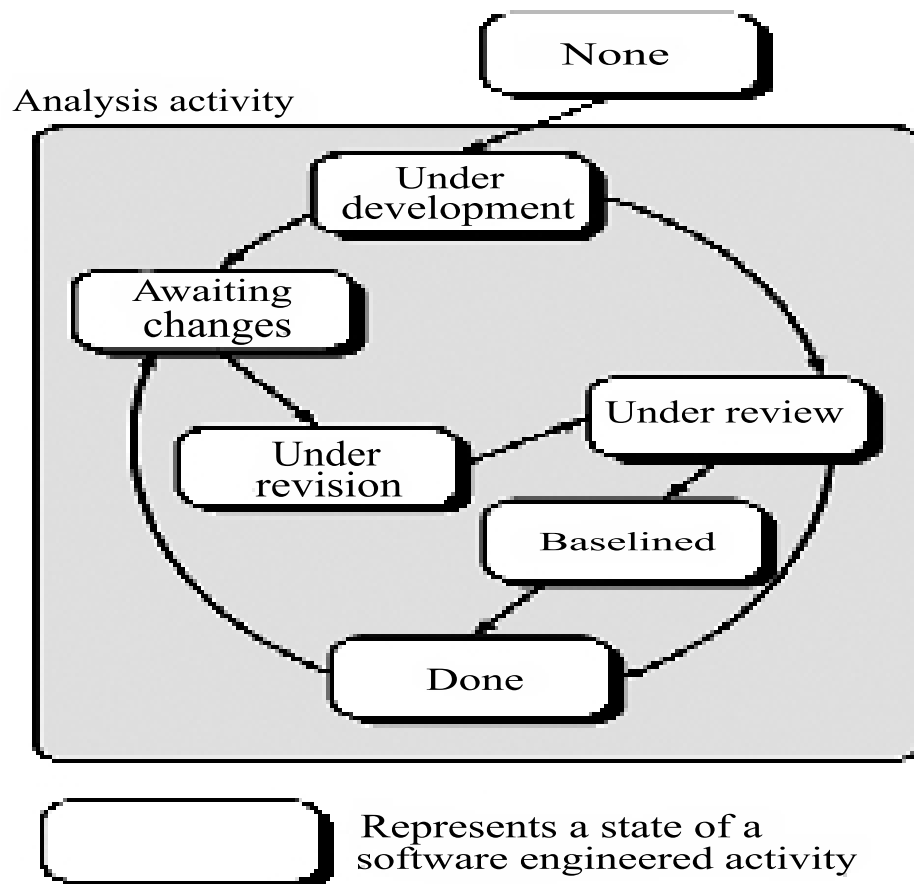 None
Analysis activity
Under
development
Awaiting
changes
Under review
Under
revision
Baselined
Done
Represents a state of a
software engineered activity